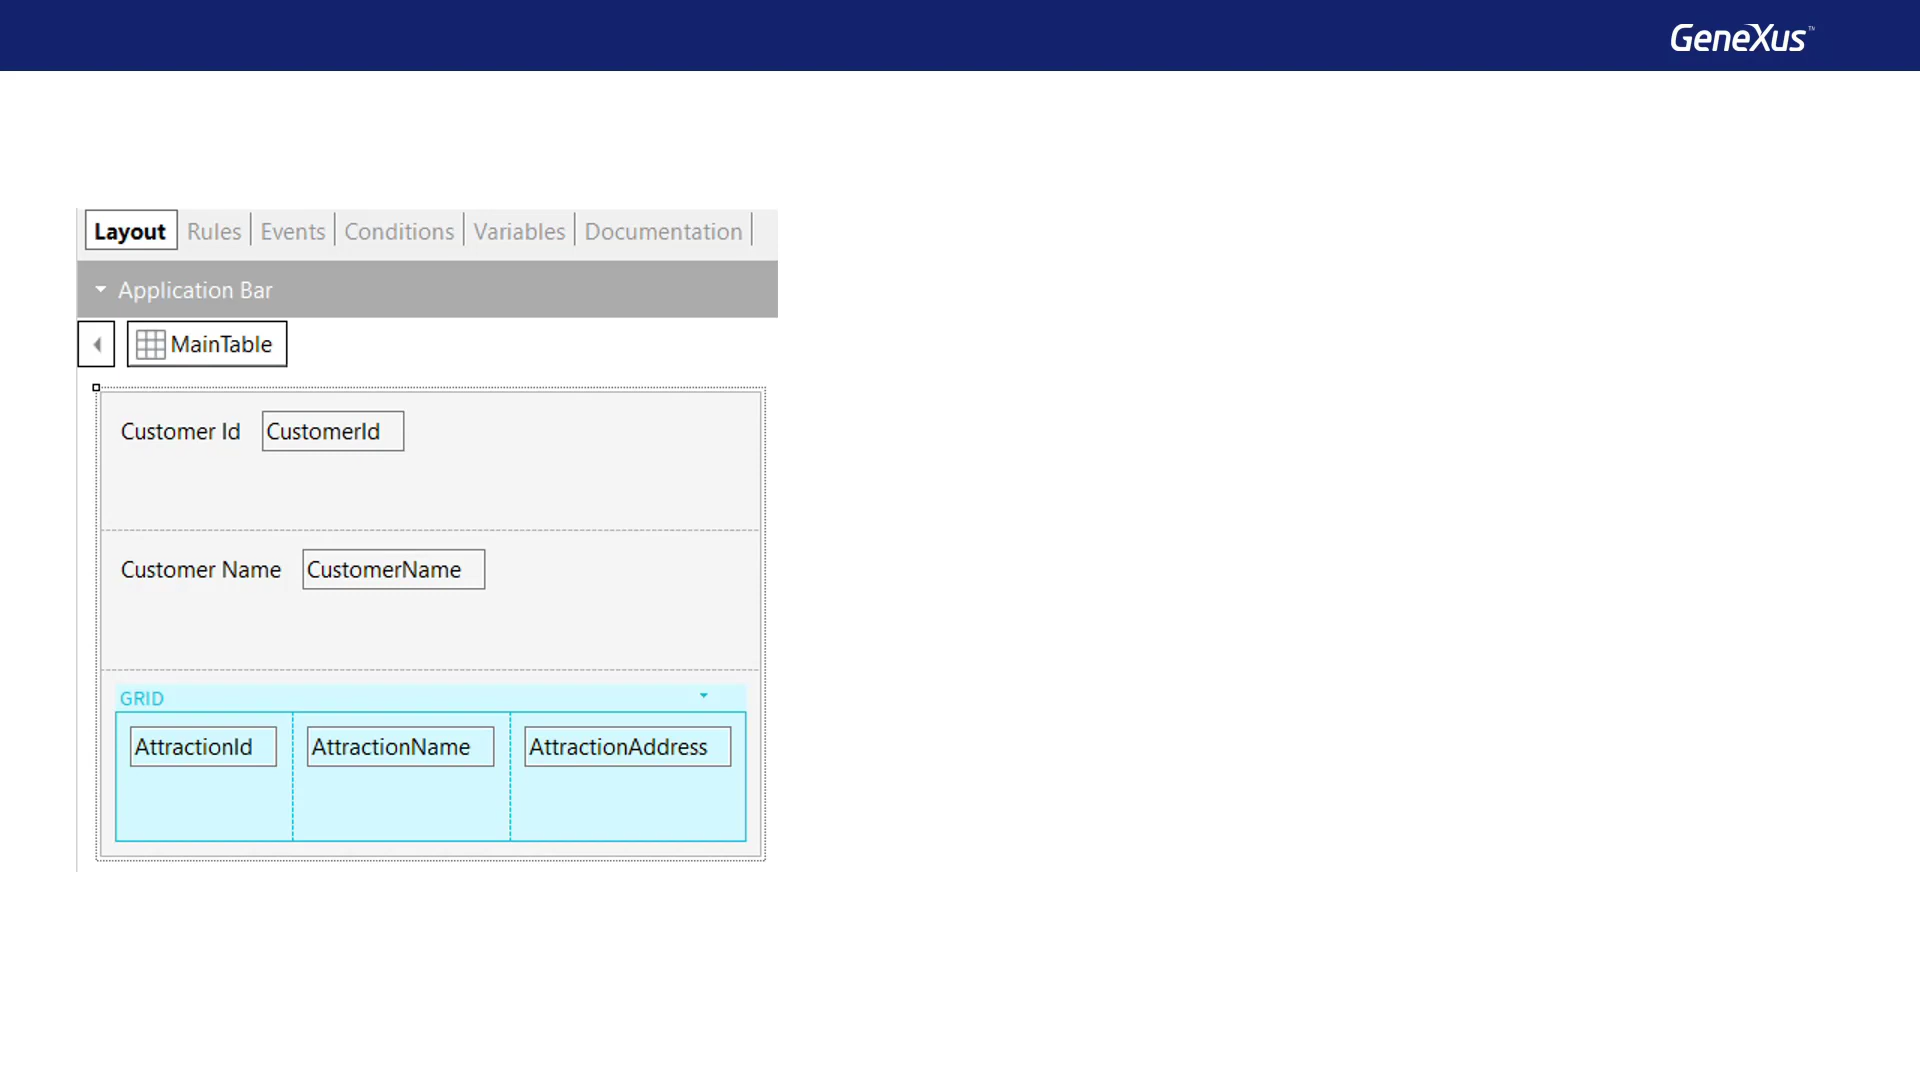 GeneXus™
Layout Rules Events Conditions Variables Documentation
Application Bar
MainTable
Customer Id CustomerId
Customer Name CustomerName
GRID
AttractionId AttractionName AttractionAddress